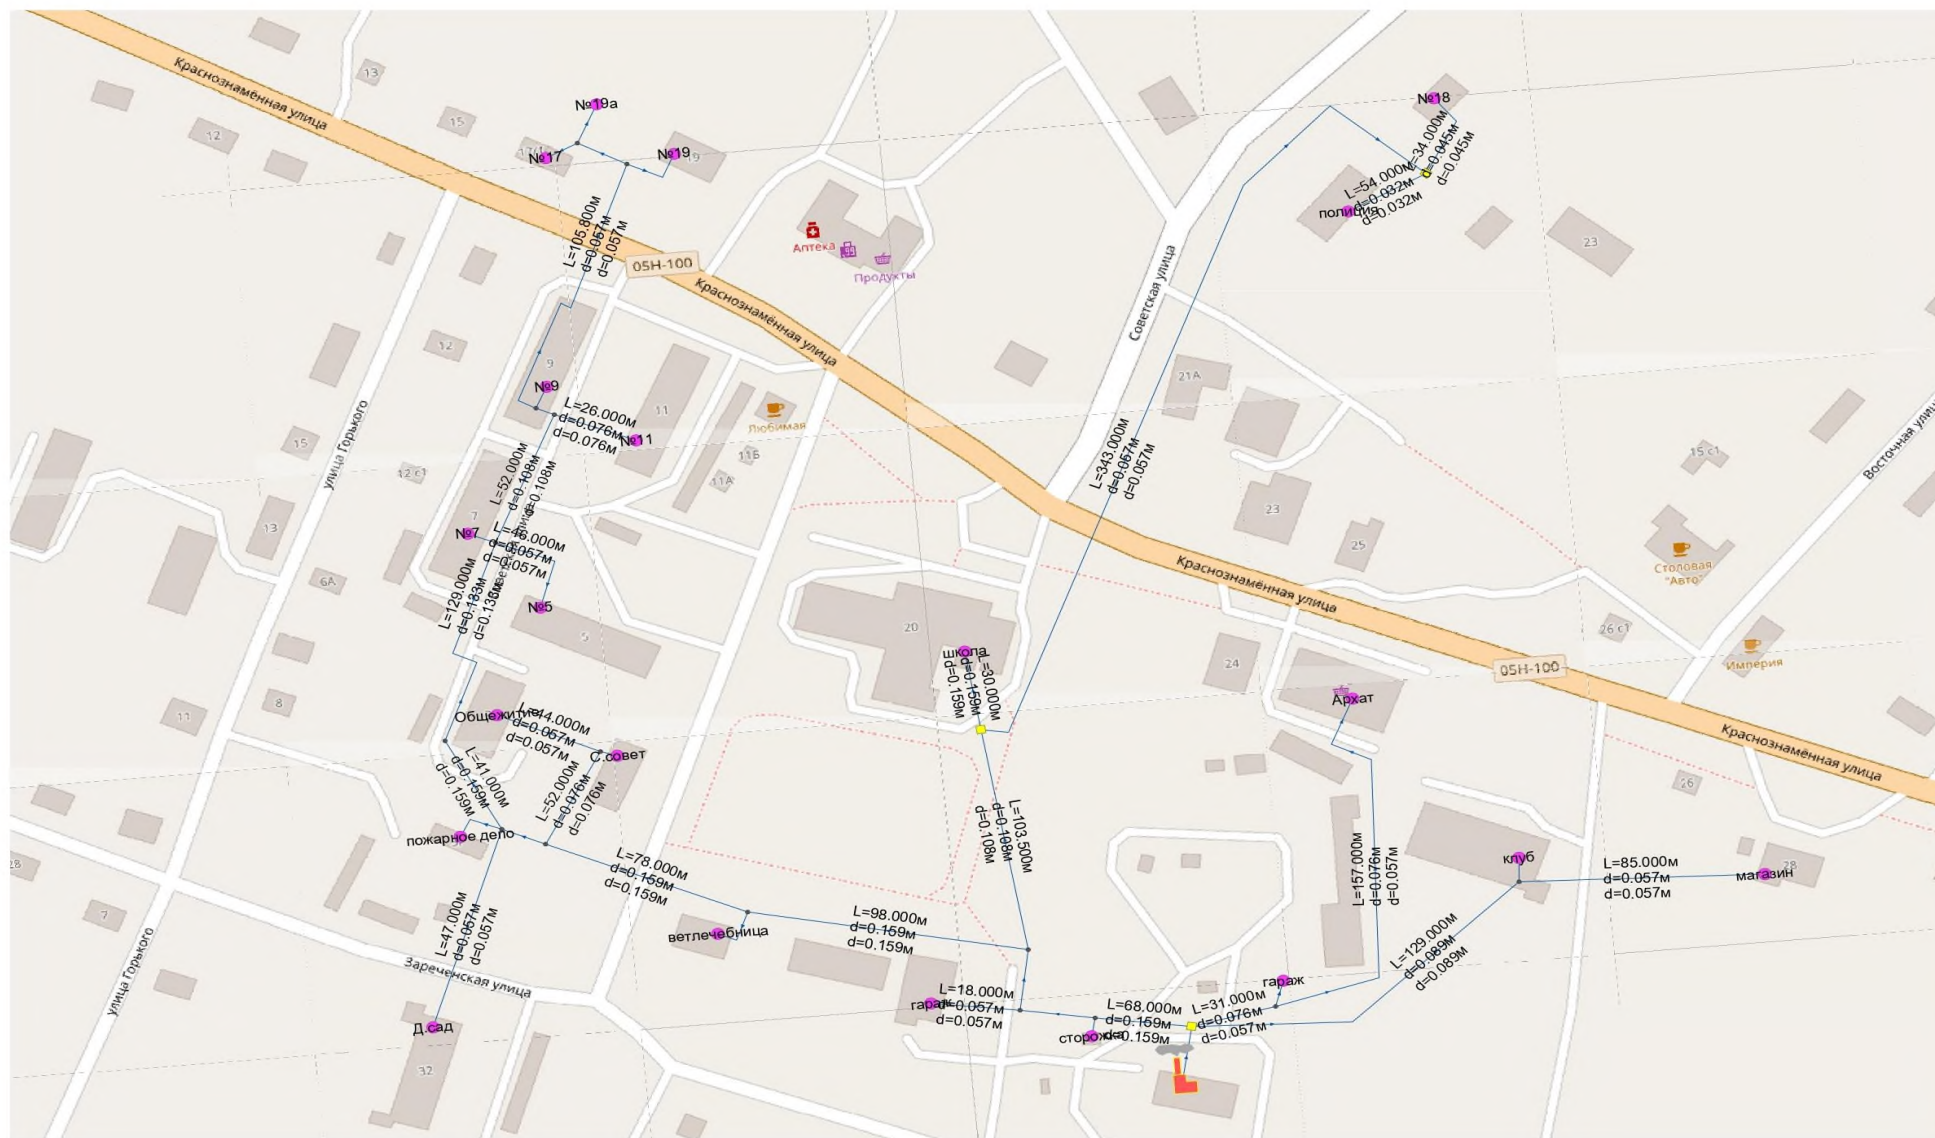 Краснознамённая улица
13
15
12
№19а
№17
№19
19
L=105.800м
d=0.057м
d=0.057м
05Н-100
Краснознамённая улица
Аптека
Продукты
Советская улица
№18
L=34.000м
d=0.045м
d=0.045м
L=54.000м
d=0.032м
d=0.032м
полиция
23
улица Горького
12
9
№9
11
L=26.000м
d=0.076м
d=0.076м
№11
Любимая
11Б
11А
21А
15
12 с1
13
6А
7
L=52.000м
d=0.108м
d=0.108м
№7
L=46.000м
d=0.057м
d=0.057м
L=129.000м
d=0.133м
d=0.133м
№5
5
L=343.000м
d=0.057м
d=0.057м
23
25
15 с1
Восточная улица
Столовая
"Авто"
Краснознамённая улица
26 с1
Империя
05Н-100
Краснознамённая улица
20
школа
L=30.000м
d=0.159м
d=0.159м
24
Архат
11
8
Общежитие
L=44.000м
d=0.057м
d=0.057м
С.совет
L=41.000м
d=0.159м
d=0.159м
L=52.000м
d=0.076м
d=0.076м
пожарное депо
L=78.000м
d=0.159м
d=0.159м
L=103.500м
d=0.108м
d=0.108м
26
L=157.000м
d=0.076м
d=0.057м
клуб
L=85.000м
d=0.057м
d=0.057м
магазин
28
28
7
L=47.000м
d=0.057м
d=0.057м
ветлечебница
L=98.000м
d=0.159м
d=0.159м
L=129.000м
d=0.089м
d=0.089м
улица Горького
Зареченская улица
Д.сад
32
гараж
L=18.000м
d=0.057м
d=0.057м
L=68.000м
d=0.159м
d=0.159м
сторожка
L=31.000м
d=0.076м
d=0.057м
гараж